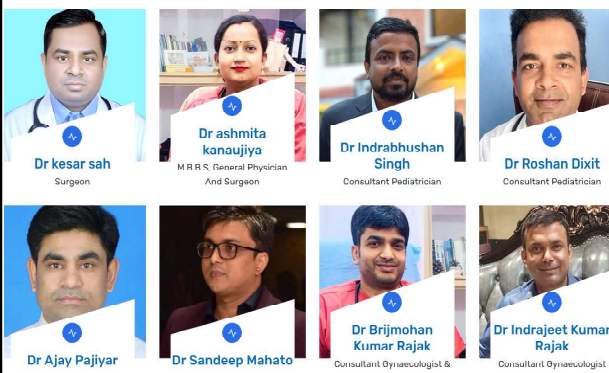 Dr kesar sah
Surgeon
Dr ashmita
kanaujiya
M.B.B.S, General Physician
And Surgeon
Dr Indrabhushan
Singh
Consultant Pediatrician
Dr Roshan Dixit
Consultant Pediatrician
Dr Ajay Pajiyar
Dr Sandeep Mahato
Dr Brijmohan
Kumar Rajak
Consultant Gynaecologist &
Dr Indrajeet Kumar
Rajak
Consultant Gynaecologist